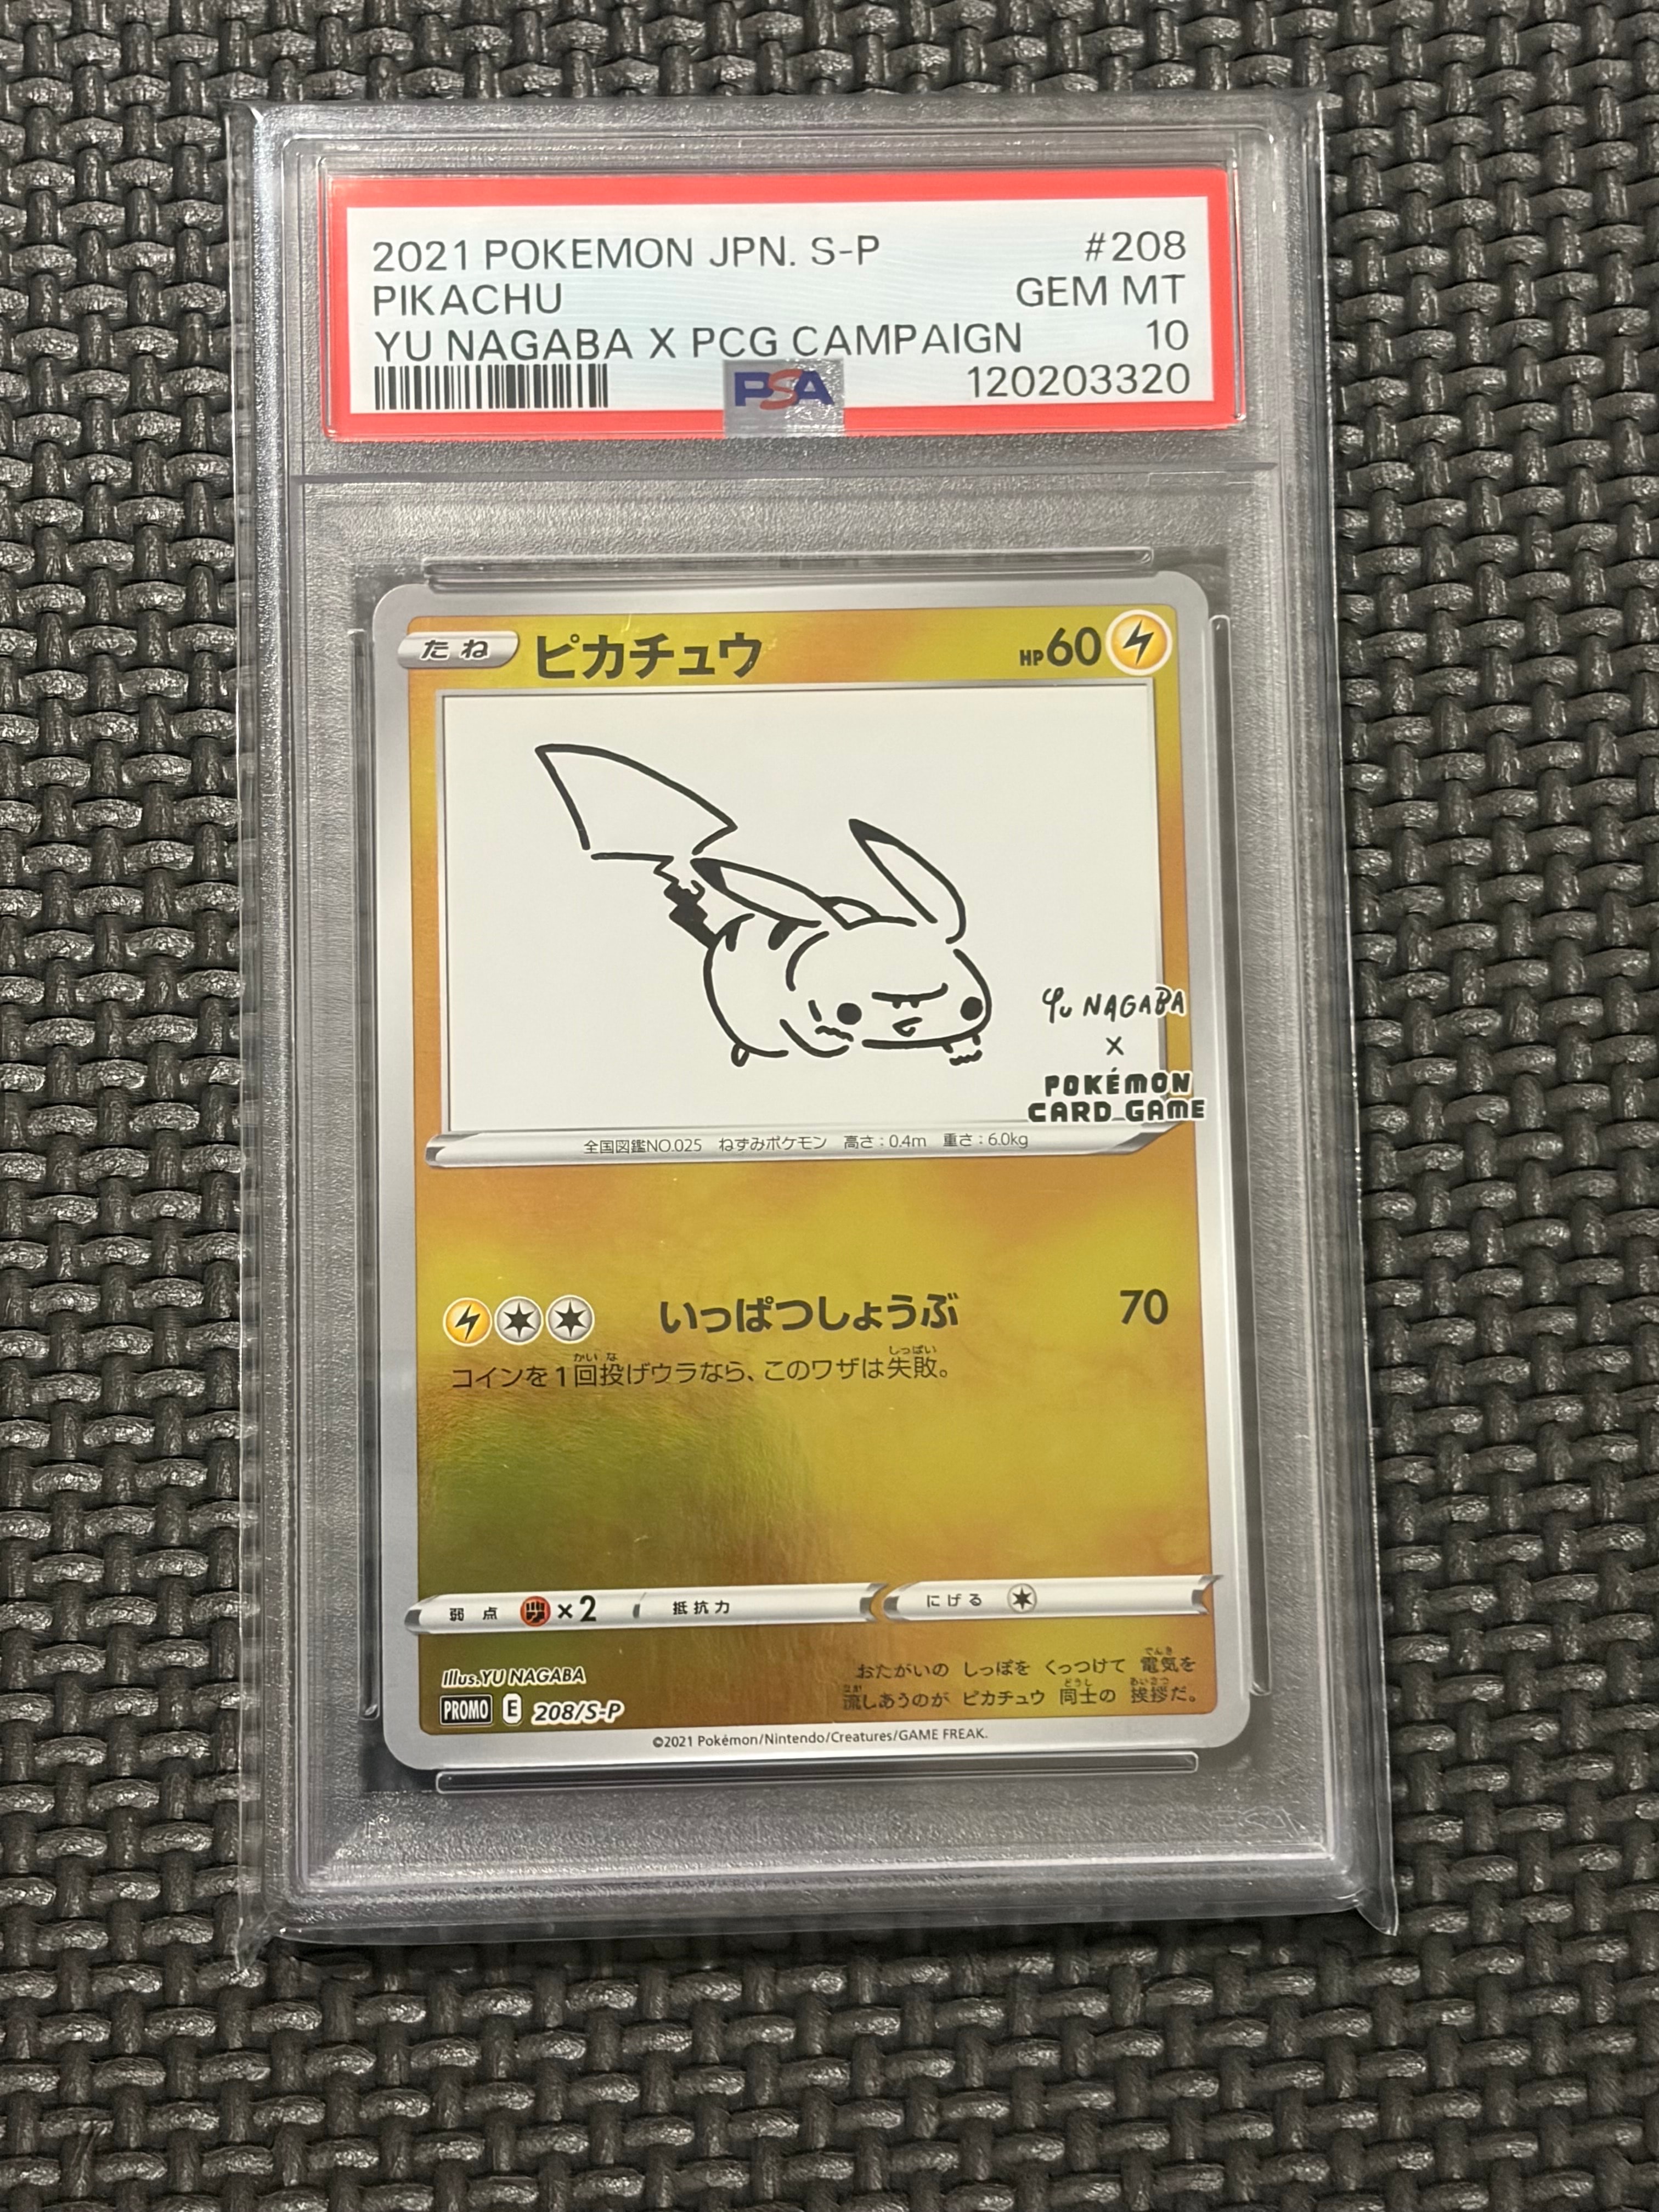 2021 POKEMON JPN. S-P #208
PIKACHU GEM MT
YU NAGABA X PCG CAMPAIGN 10
PSA 120203320
たね ピカチュウ HP60
YU NAGABA
×
POKÉMON
CARD GAME
全国図鑑NO.025 ねずみポケモン 高さ:0.4m 重さ:6.0kg
いっぱつしょうぶ 70
コインを1回投げウラなら、このワザは失敗。
弱点 ×2 抵抗力 にげる
Illus.YU NAGABA
PROMO E 208/S-P
おたがいの しっぽを くっつけて 電気を
流しあうのが ピカチュウ 同士の 挨拶だ。
©2021 Pokémon/Nintendo/Creatures/GAME FREAK.